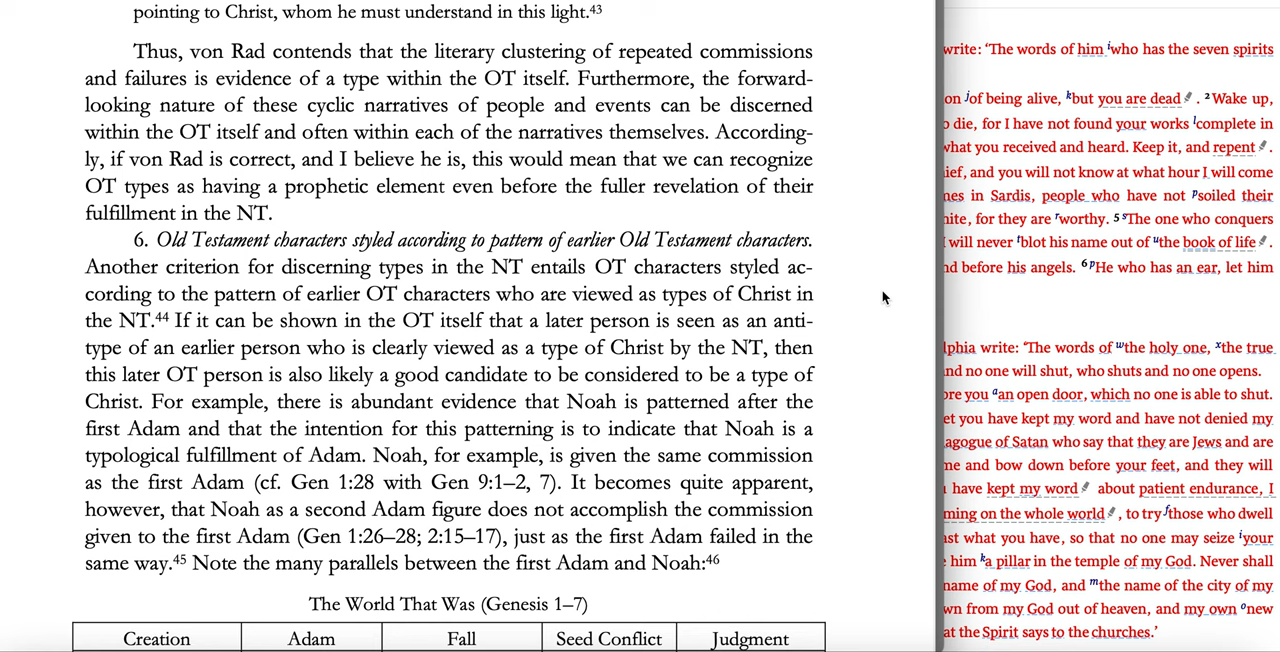 pointing to Christ, whom he must understand in this light.43
Thus, von Rad contends that the literary clustering of repeated commissions
and failures is evidence of a type within the OT itself. Furthermore, the forward-
looking nature of these cyclic narratives of people and events can be discerned
within the OT itself and often within each of the narratives themselves. According-
ly, if von Rad is correct, and I believe he is, this would mean that we can recognize
OT types as having a prophetic element even before the fuller revelation of their
fulfillment in the NT.
6. Old Testament characters styled according to pattern of earlier Old Testament characters.
Another criterion for discerning types in the NT entails OT characters styled ac-
cording to the pattern of earlier OT characters who are viewed as types of Christ in
the NT.44 If it can be shown in the OT itself that a later person is seen as an anti-
type of an earlier person who is clearly viewed as a type of Christ by the NT, then
this later OT person is also likely a good candidate to be considered to be a type of
Christ. For example, there is abundant evidence that Noah is patterned after the
first Adam and that the intention for this patterning is to indicate that Noah is a
typological fulfillment of Adam. Noah, for example, is given the same commission
as the first Adam (cf. Gen 1:28 with Gen 9:1–2, 7). It becomes quite apparent,
however, that Noah as a second Adam figure does not accomplish the commission
given to the first Adam (Gen 1:26–28; 2:15–17), just as the first Adam failed in the
same way.45 Note the many parallels between the first Adam and Noah:46
The World That Was (Genesis 1–7)
Creation Adam Fall Seed Conflict Judgment
write: ‘The words of him iwho has the seven spirits
on jof being alive, kbut you are dead . 2 Wake up,
o die, for I have not found your works lcomplete in
what you received and heard. Keep it, and repent .
ief, and you will not know at what hour I will come
nes in Sardis, people who have not psoiled their
hite, for they are rworthy. 5 sThe one who conquers
I will never tblot his name out of uthe book of life .
nd before his angels. 6 pHe who has an ear, let him
lphia write: ‘The words of wthe holy one, xthe true
nd no one will shut, who shuts and no one opens.
ore you aan open door, which no one is able to shut.
et you have kept my word and have not denied my
agogue of Satan who say that they are Jews and are
me and bow down before your feet, and they will
have kept my word about patient endurance, I
ming on the whole world , to try fthose who dwell
st what you have, so that no one may seize iyour
him ka pillar in the temple of my God. Never shall
name of my God, and mthe name of the city of my
wn from my God out of heaven, and my own onew
at the Spirit says to the churches.’